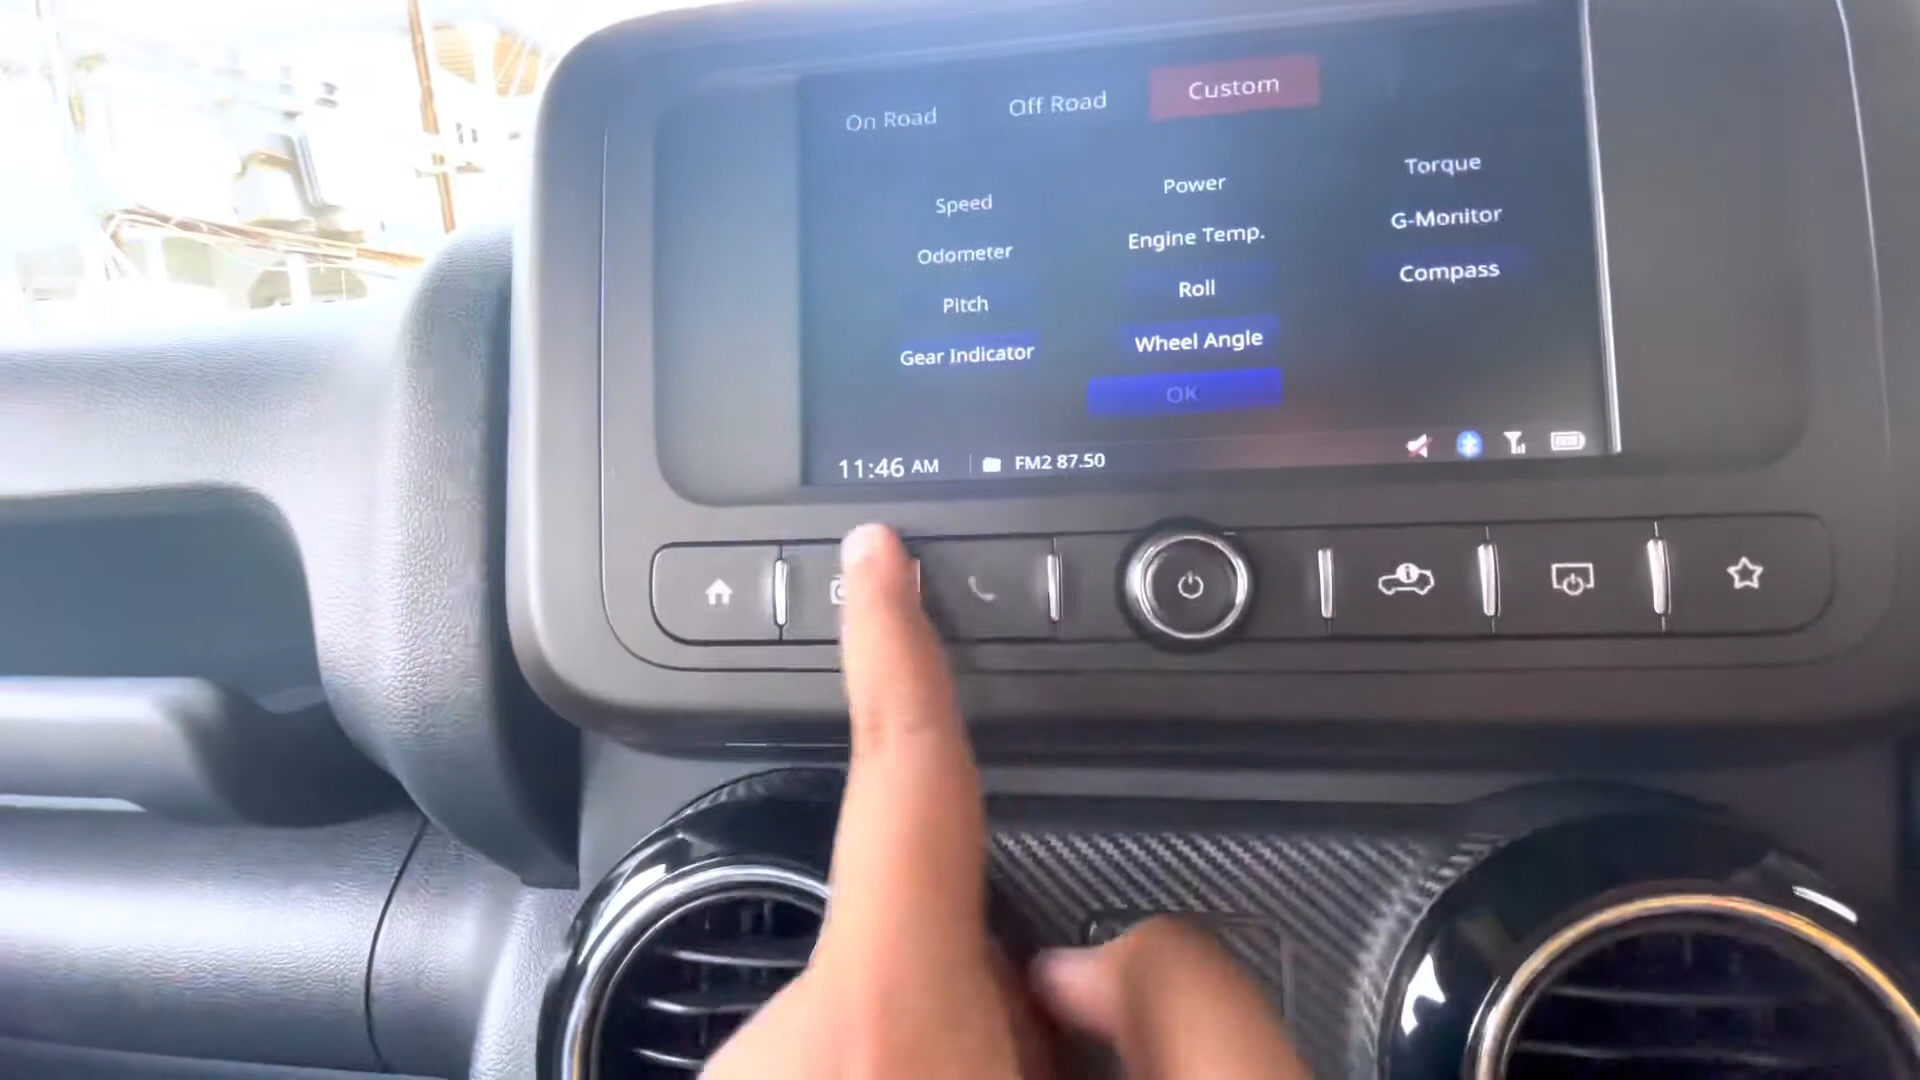 On Road Off Road Custom
Speed Power Torque
Odometer Engine Temp. G-Monitor
Pitch Roll Compass
Gear Indicator Wheel Angle
OK
11:46 AM FM2 87.50